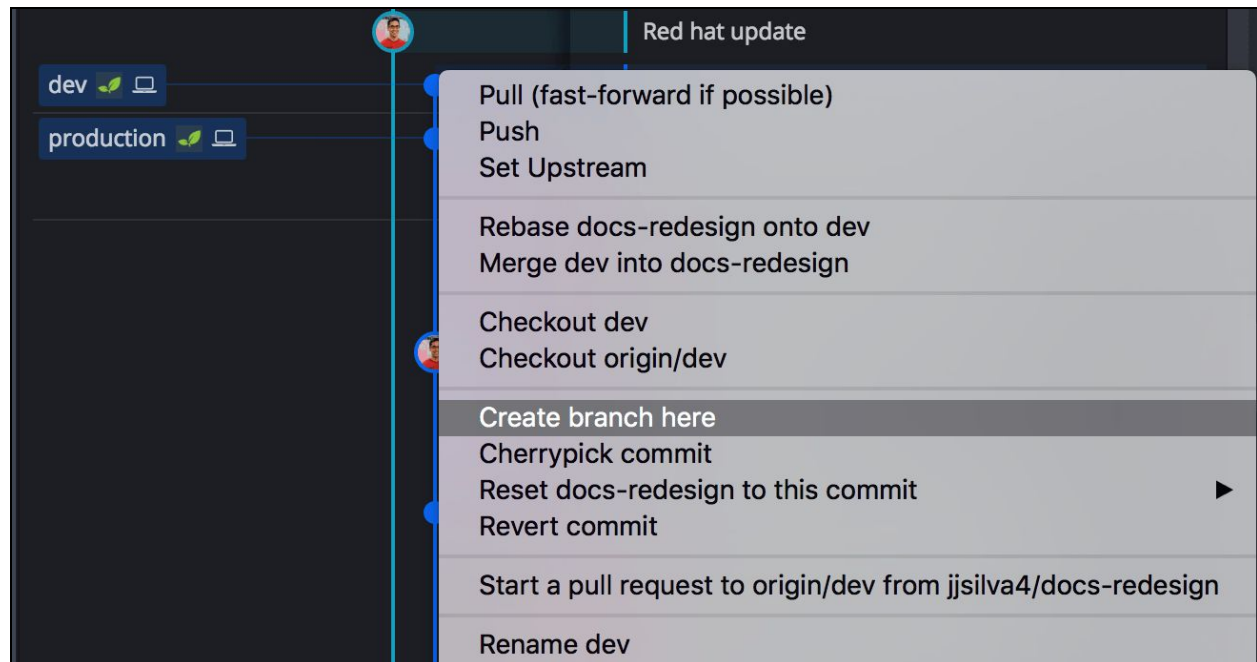 Red hat update
dev
production
Pull (fast-forward if possible)
Push
Set Upstream
Rebase docs-redesign onto dev
Merge dev into docs-redesign
Checkout dev
Checkout origin/dev
Create branch here
Cherrypick commit
Reset docs-redesign to this commit
Revert commit
Start a pull request to origin/dev from jjsilva4/docs-redesign
Rename dev